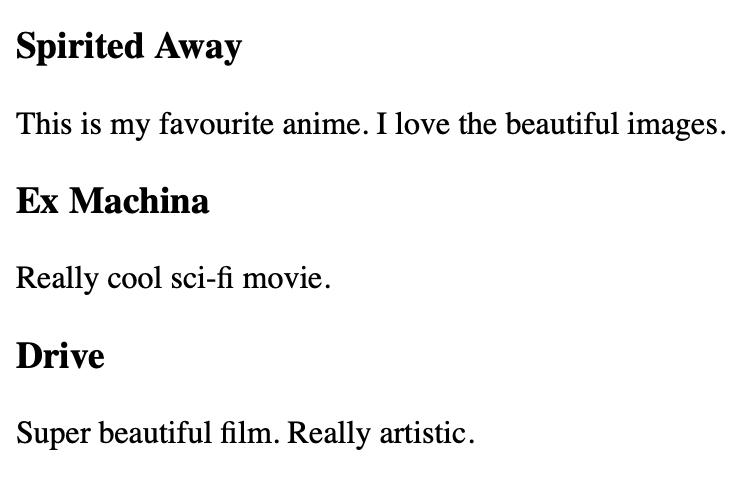 Spirited Away
This is my favourite anime. I love the beautiful images.
Ex Machina
Really cool sci-fi movie.
Drive
Super beautiful film. Really artistic.